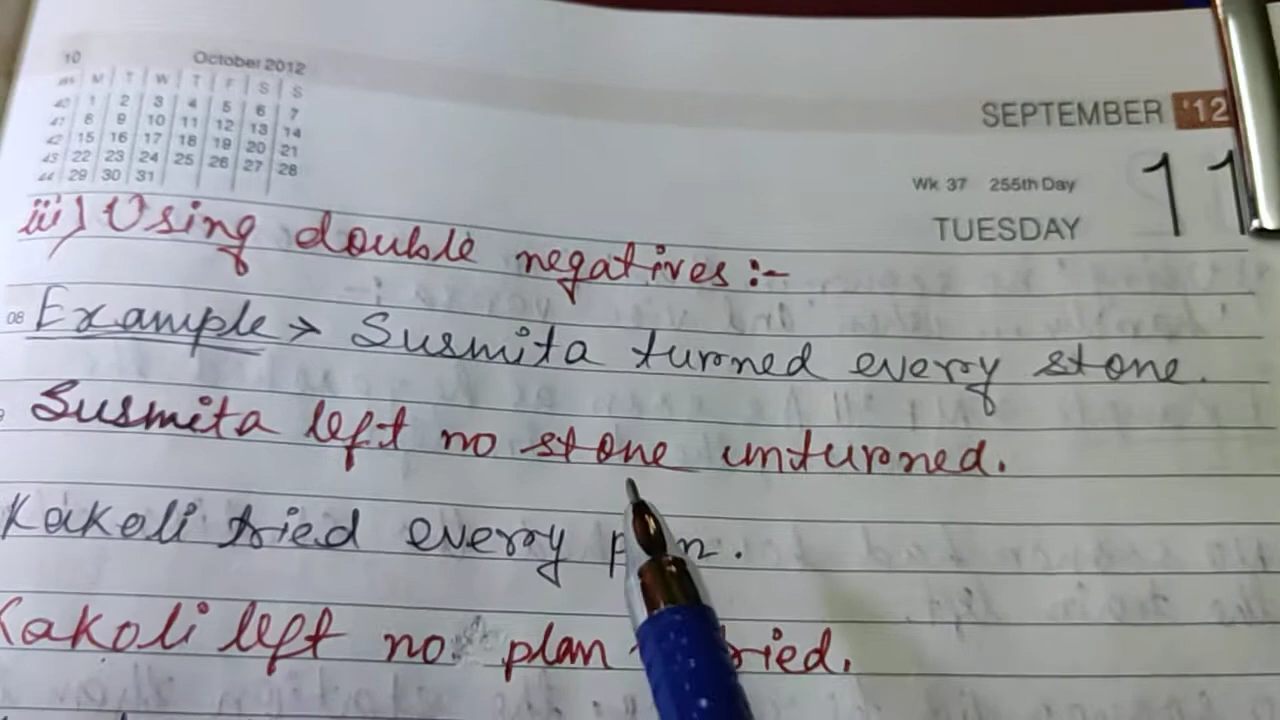 10 October 2012
wk M T W T F S S
40 1 2 3 4 5 6 7
41 8 9 10 11 12 13 14
42 15 16 17 18 19 20 21
43 22 23 24 25 26 27 28
44 29 30 31
SEPTEMBER '12
Wk 37 255th Day
TUESDAY 11
iii) Using double negatives :-
08 Example > Susmita turned every stone.
Susmita left no stone unturned.
Kakoli tried every .
Kakoli left no plan